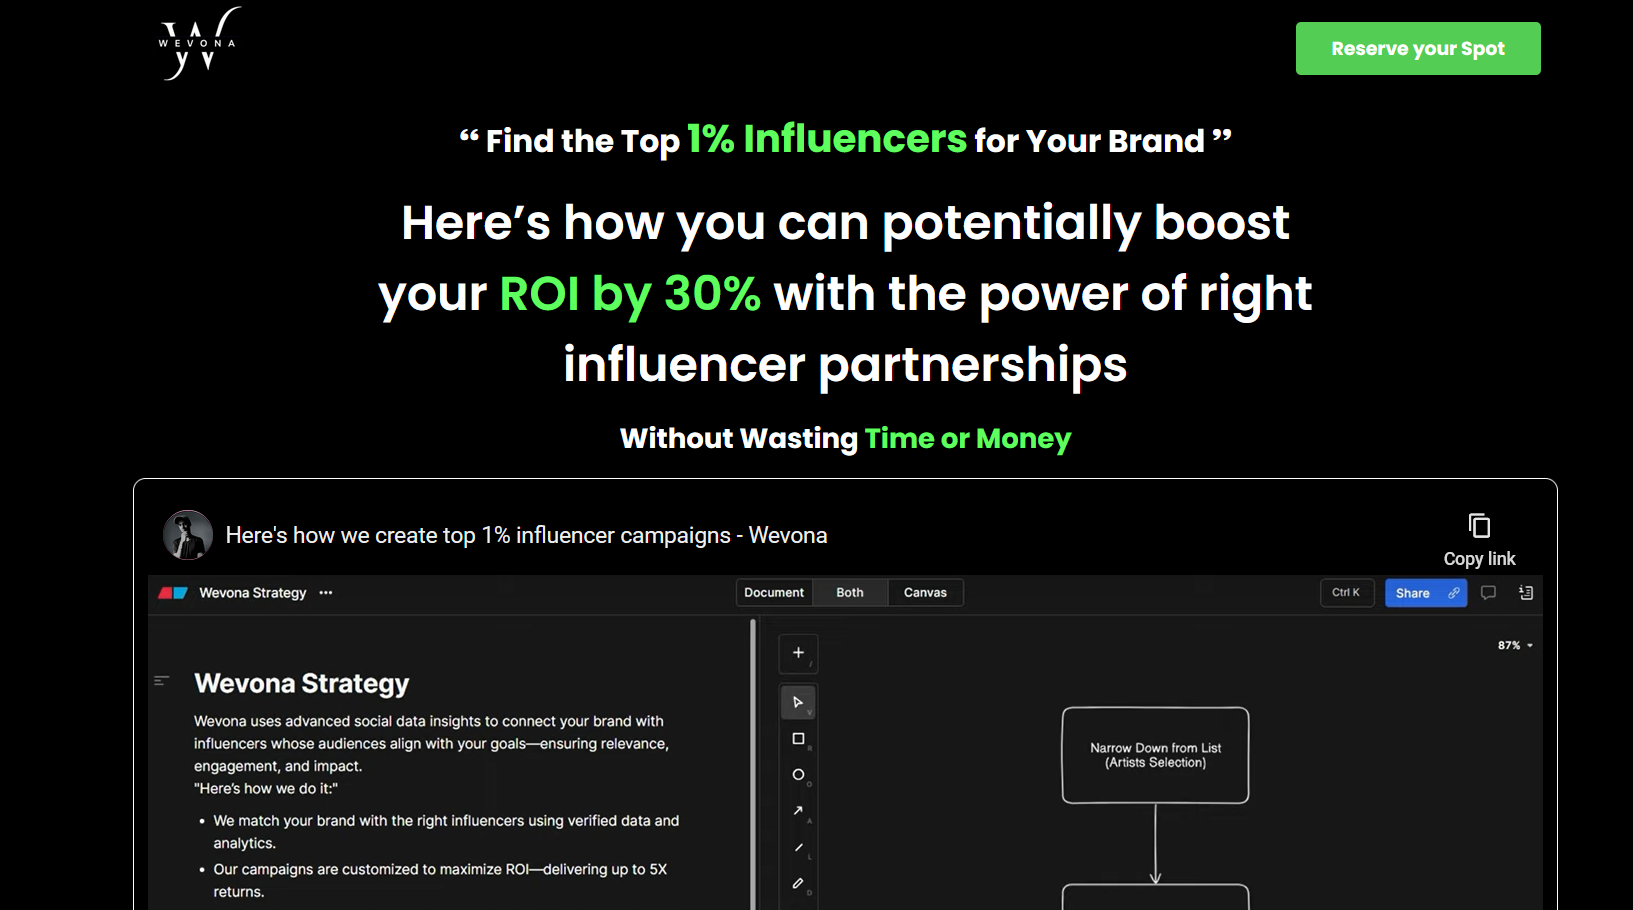 WEVONA
Reserve your Spot
“ Find the Top 1% Influencers for Your Brand ”
Here’s how you can potentially boost
your ROI by 30% with the power of right
influencer partnerships
Without Wasting Time or Money
Here's how we create top 1% influencer campaigns - Wevona
Copy link
Wevona Strategy
Document
Both
Canvas
Ctrl K
Share
87%
Wevona Strategy
Wevona uses advanced social data insights to connect your brand with
influencers whose audiences align with your goals—ensuring relevance,
engagement, and impact.
"Here's how we do it:"
• We match your brand with the right influencers using verified data and
analytics.
• Our campaigns are customized to maximize ROI—delivering up to 5X
returns.
/
V
R
O
A
L
D
Narrow Down from List
(Artists Selection)